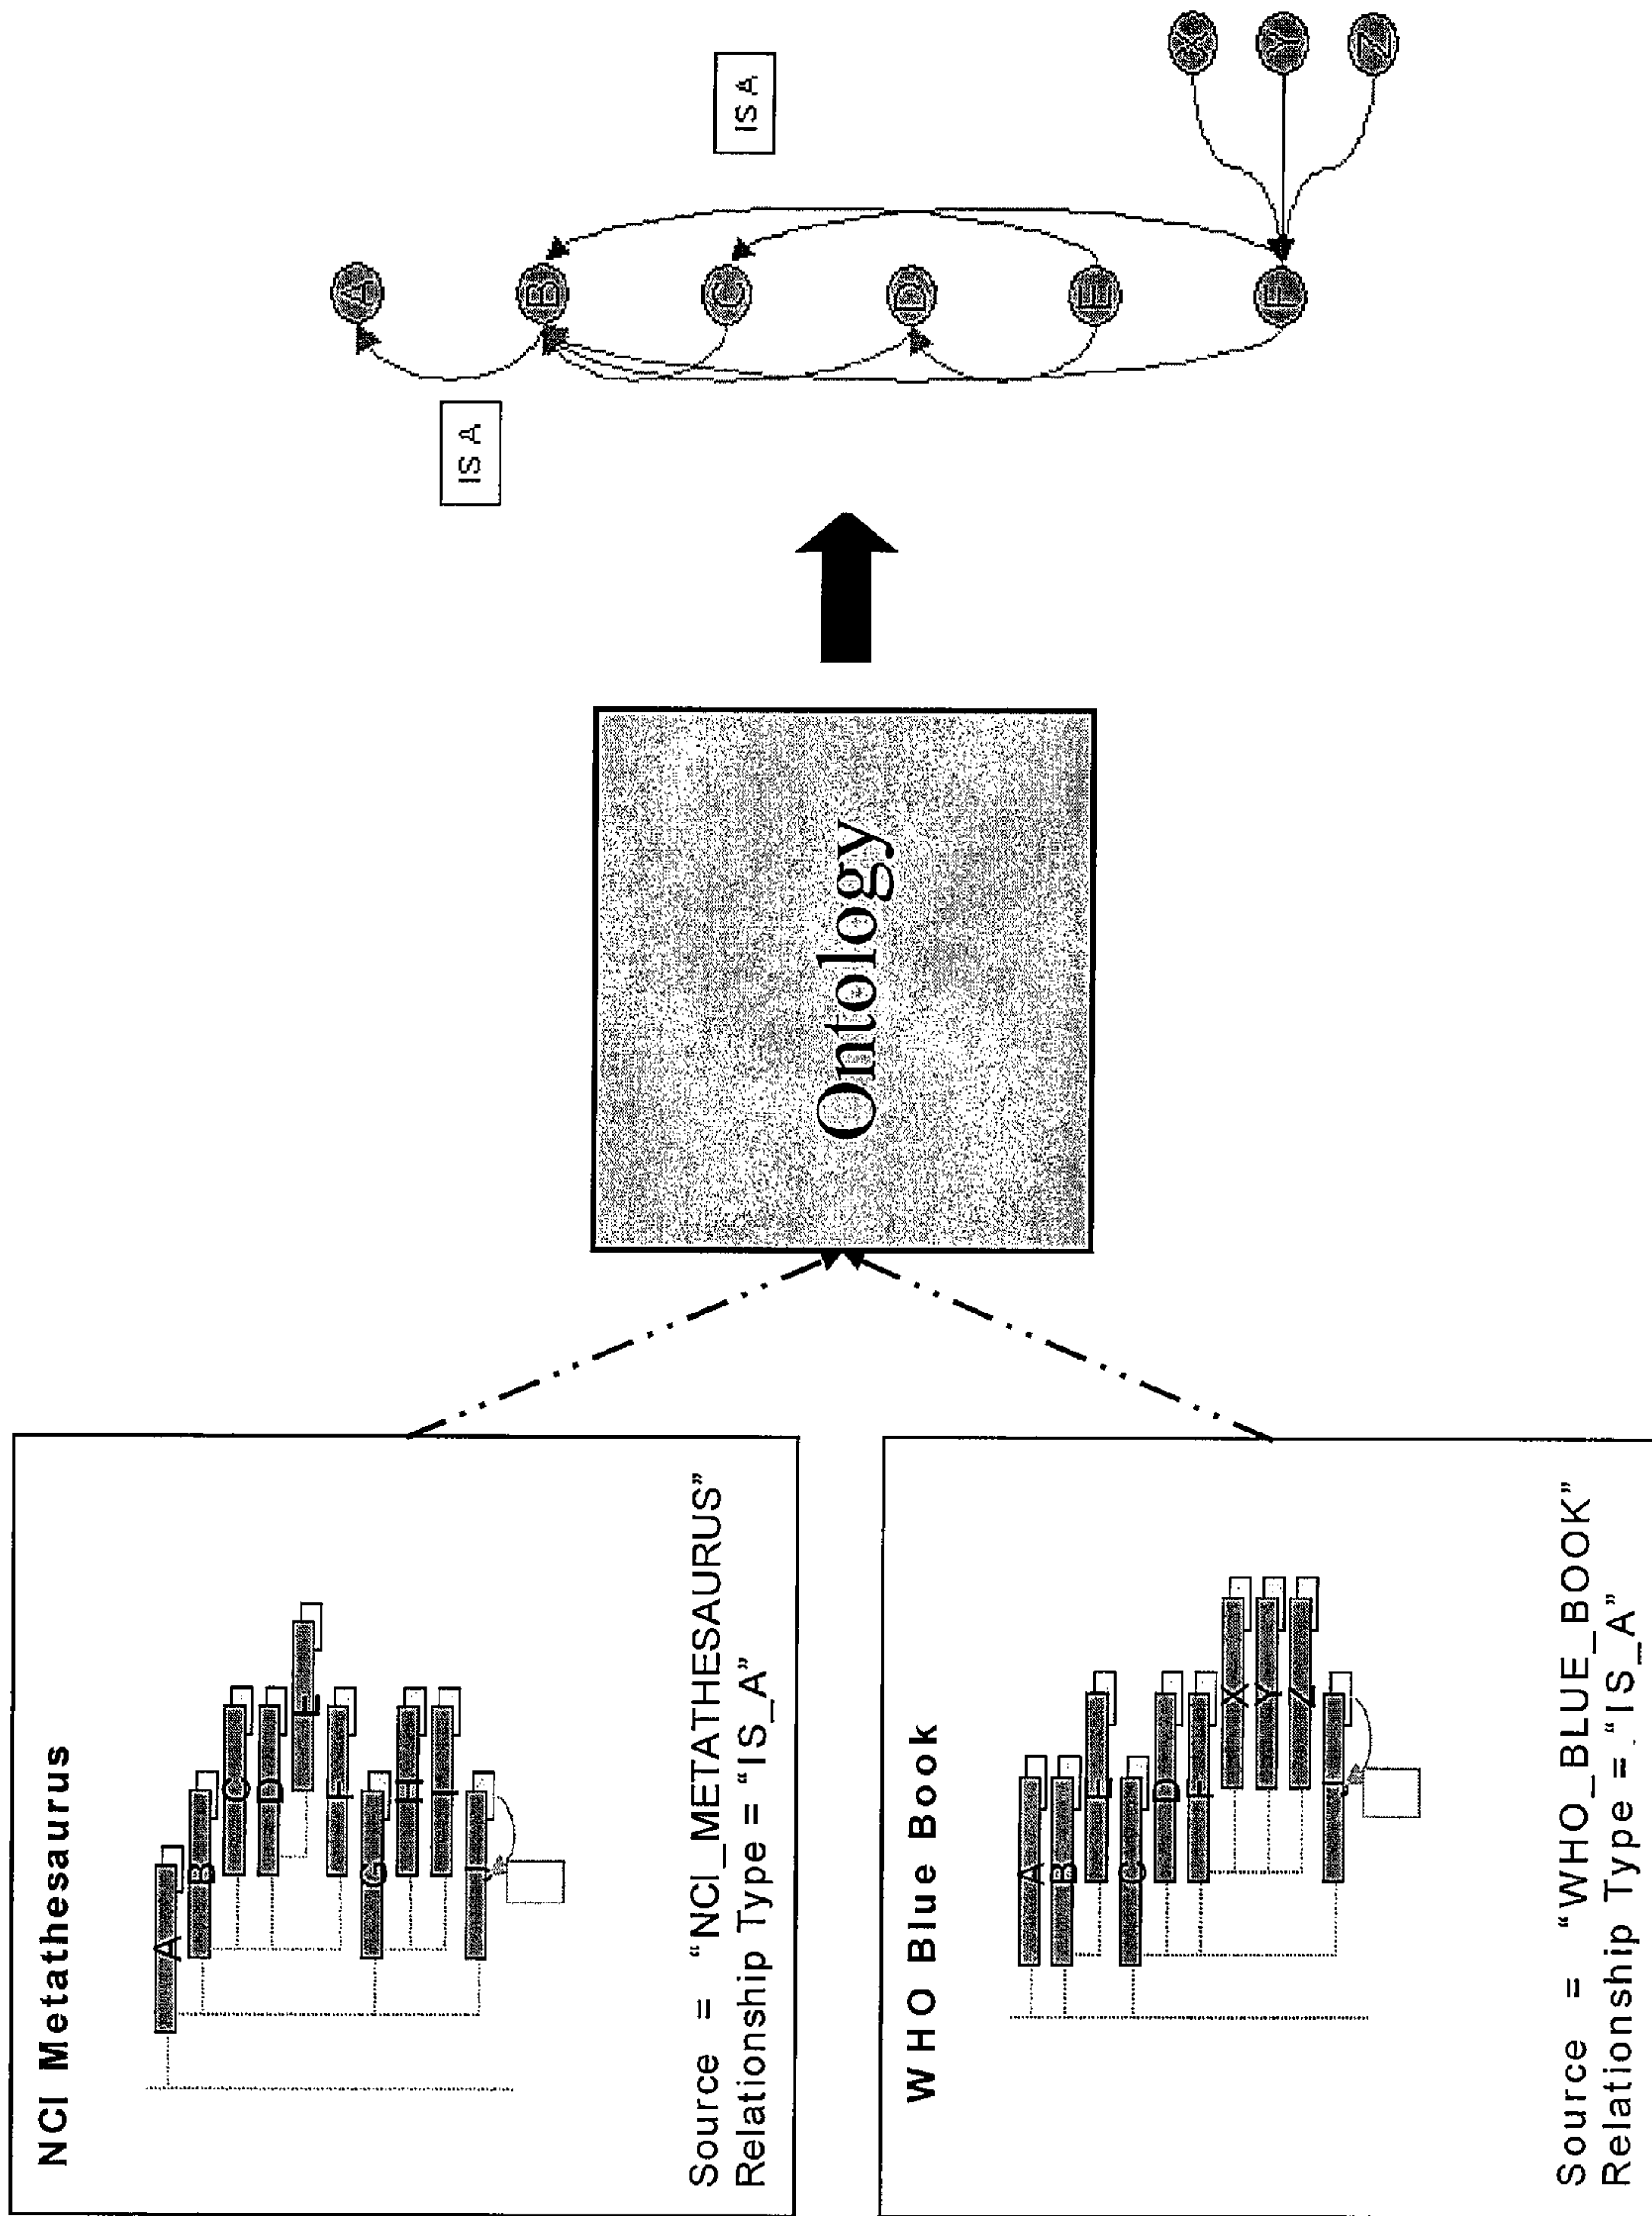 NCI Metathesaurus
A
B
C
D
E
F
G
H
I
J
Source = "NCI_METATHESAURUS"
Relationship Type = "IS_A"
WHO Blue Book
A
B
E
C
D
F
X
Y
Z
J
Source = "WHO_BLUE_BOOK"
Relationship Type = "IS_A"
Ontology
IS A
A
B
C
D
E
F
IS A
X
Y
Z